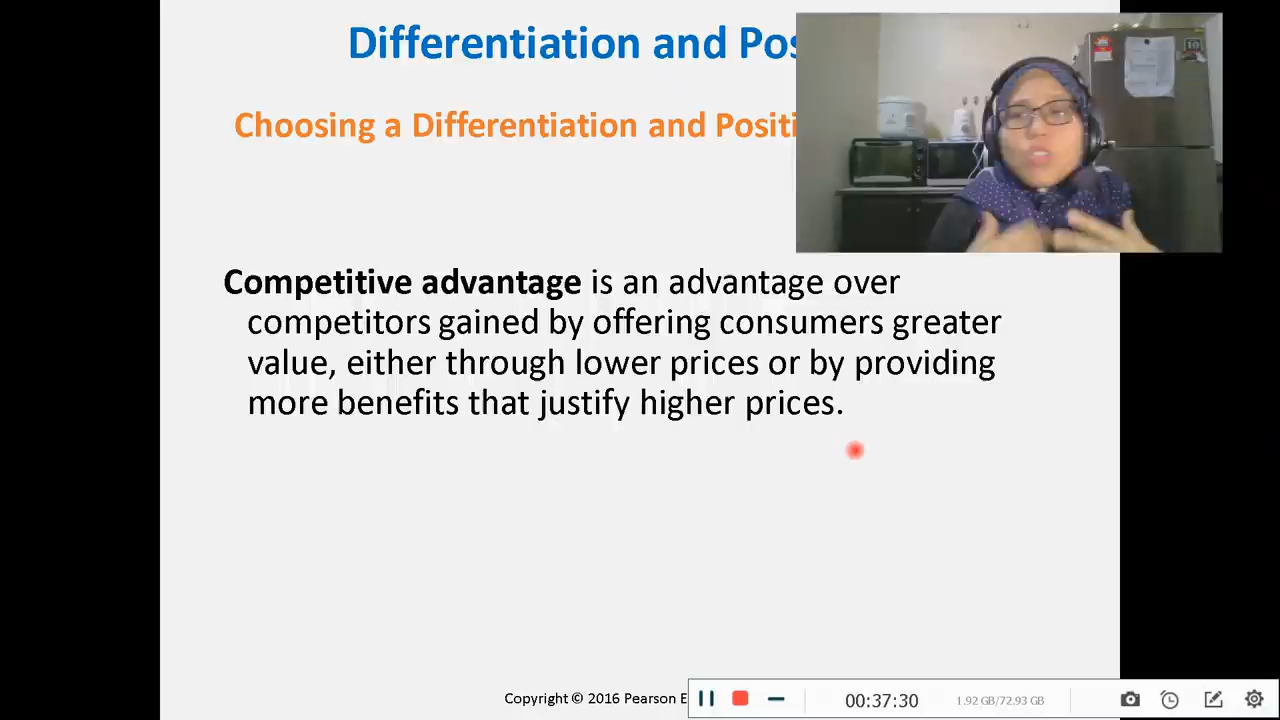 Differentiation and Pos
Choosing a Differentiation and Positi
Competitive advantage is an advantage over
competitors gained by offering consumers greater
value, either through lower prices or by providing
more benefits that justify higher prices.
Copyright © 2016 Pearson E
00:37:30
1.92 GB/72.93 GB
10